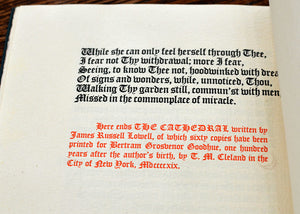 While she can only feel herself through Thee,
I fear not Thy withdrawal; more I fear,
Seeing, to know Thee not, hoodwinked with
Of signs and wonders, while, unnoticed, Thou,
Walking Thy garden still, commun'st with men,
Missed in the commonplace of miracle.
Here ends THE CATHEDRAL written by
James Russell Lowell, of which sixty copies have been
printed for Bertram Grosvenor Goodhue, one hundred
years after the author's birth, by T. M. Cleland in the
City of New York, Mdccccxix.